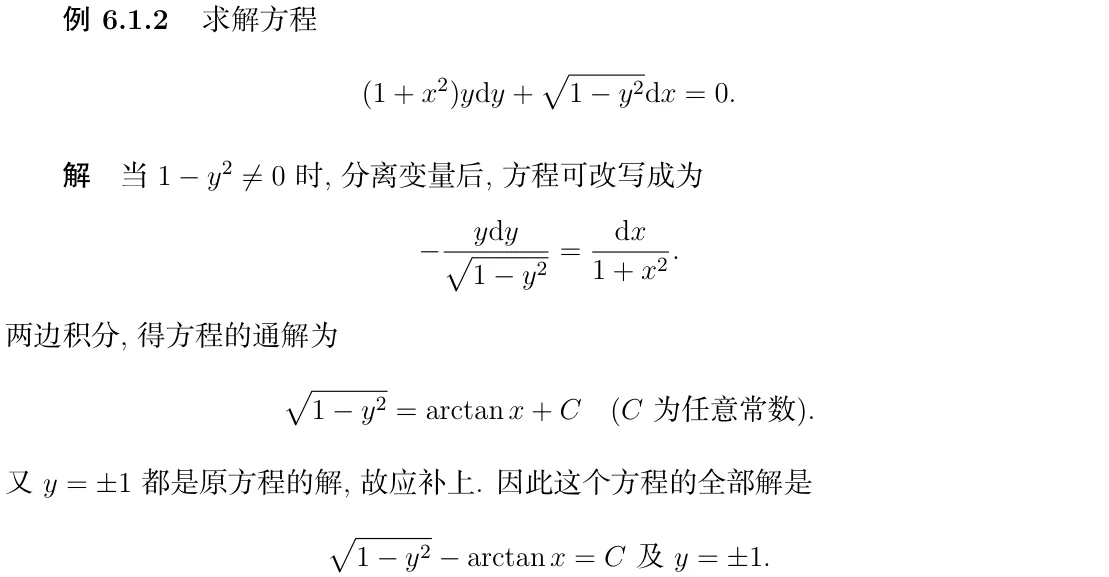 例 6.1.2 求解方程
(1 + x²)ydy + √(1 − y²)dx = 0.
解 当 1 − y² ≠ 0 时, 分离变量后, 方程可改写成为
−ydy/√(1 − y²) = dx/(1 + x²).
两边积分, 得方程的通解为
√(1 − y²) = arctan x + C (C 为任意常数).
又 y = ±1 都是原方程的解, 故应补上. 因此这个方程的全部解是
√(1 − y²) − arctan x = C 及 y = ±1.